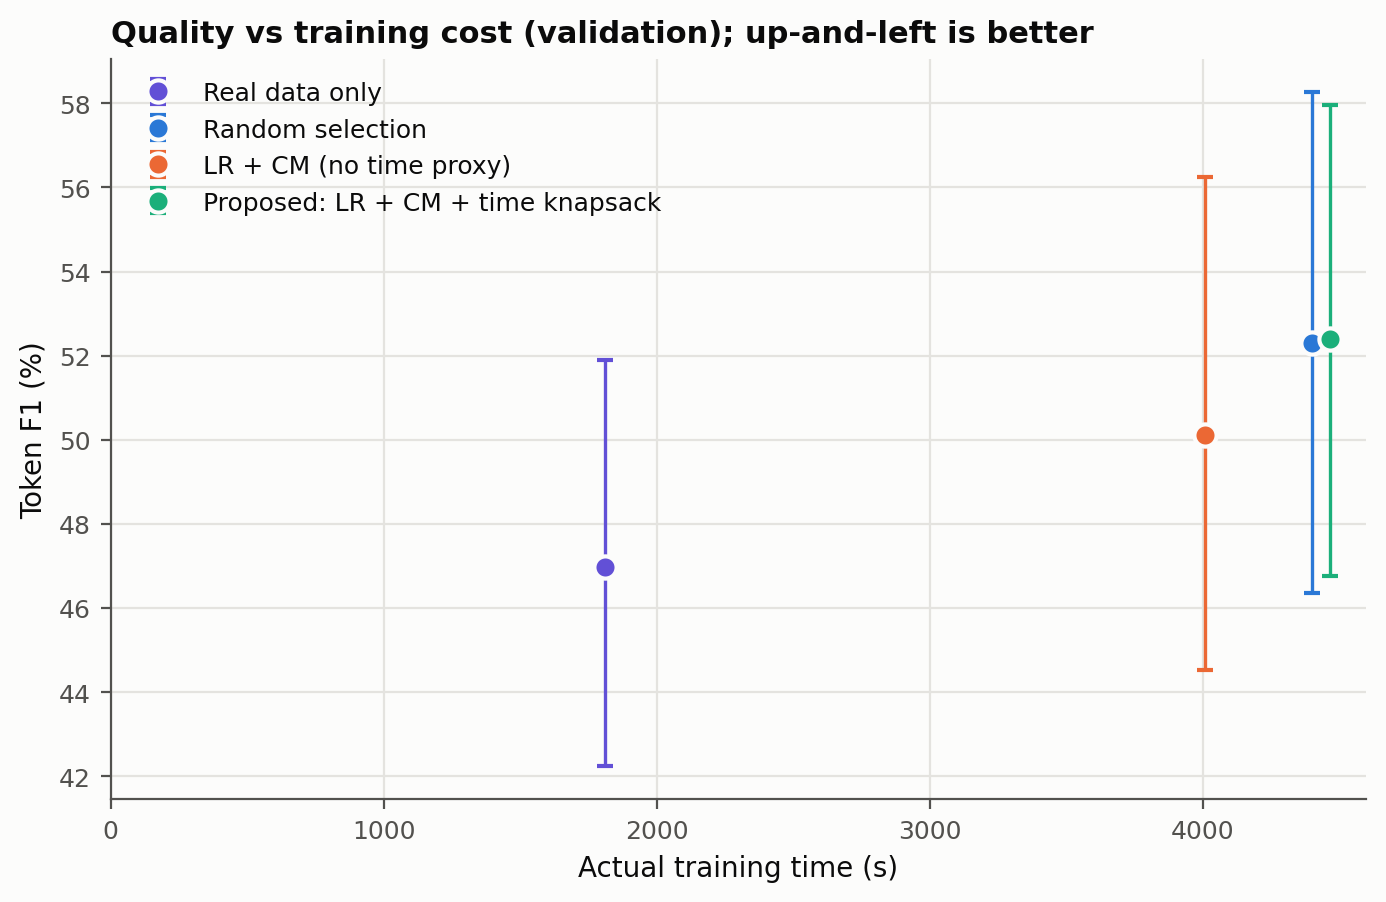 Quality vs training cost (validation); up-and-left is better
Real data only
Random selection
LR + CM (no time proxy)
Proposed: LR + CM + time knapsack
58
56
54
52
50
48
46
44
42
Token F1 (%)
0
1000
2000
3000
4000
Actual training time (s)